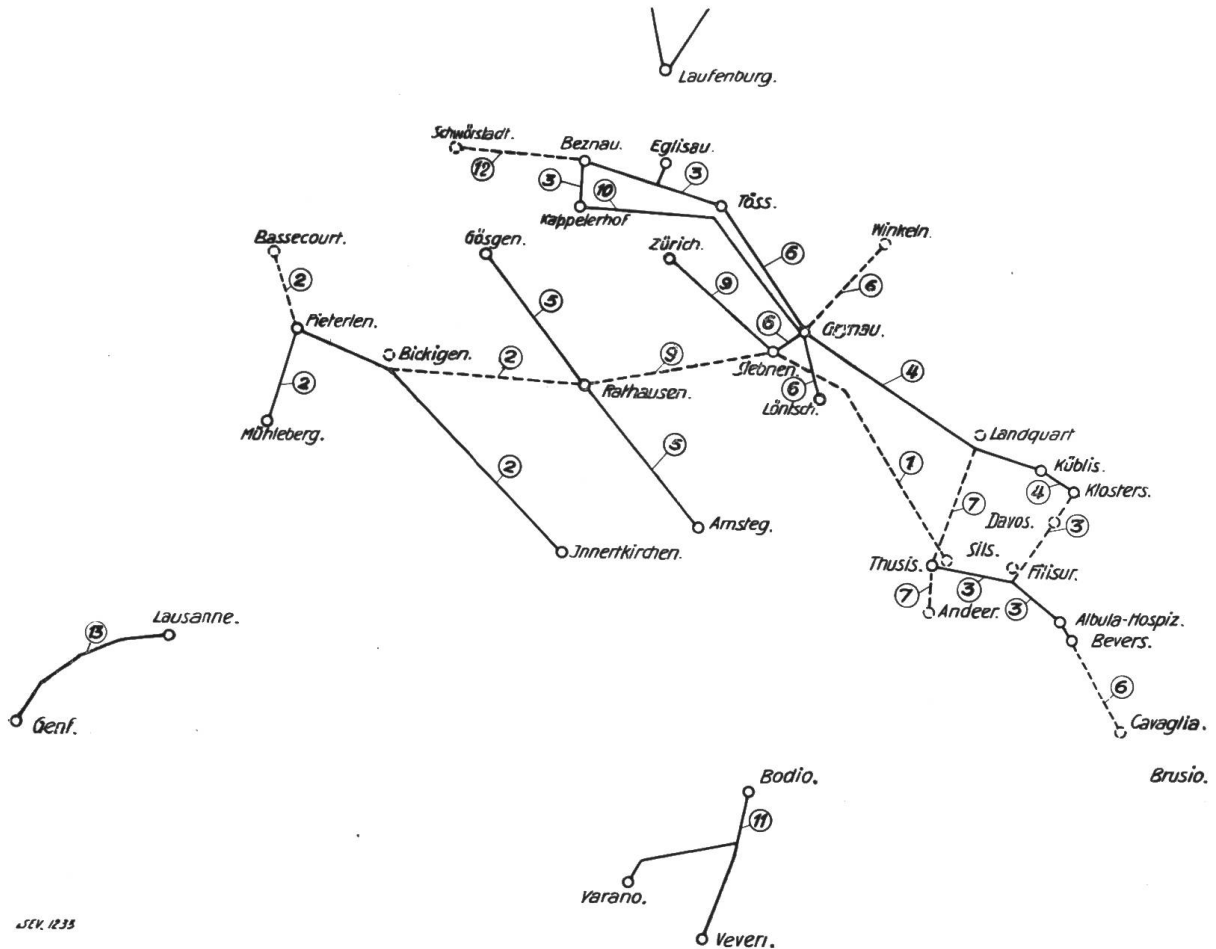 Laufenburg.
Schwörstadt.
Beznau.
Eglisau.
12
3
10
3
Töss.
Kappelerhof
Bassecourt.
Gösgen.
Zürich.
Winkeln.
2
5
9
6
6
Pieterlen.
6
Grynau.
Bickigen.
2
9
Siebnen.
4
2
Rathausen.
6
Löntsch.
Mühleberg.
5
1
Landquart
2
Küblis.
4
Klosters.
7
Davos.
3
Amsteg.
Innertkirchen.
Thusis.
Sils.
Filisur.
3
3
7
Andeer.
Albula-Hospiz.
Bevers.
Lausanne.
13
6
Genf.
Cavaglia.
Bodio.
Brusio.
11
Varano.
Veveri.
SEV. 1233